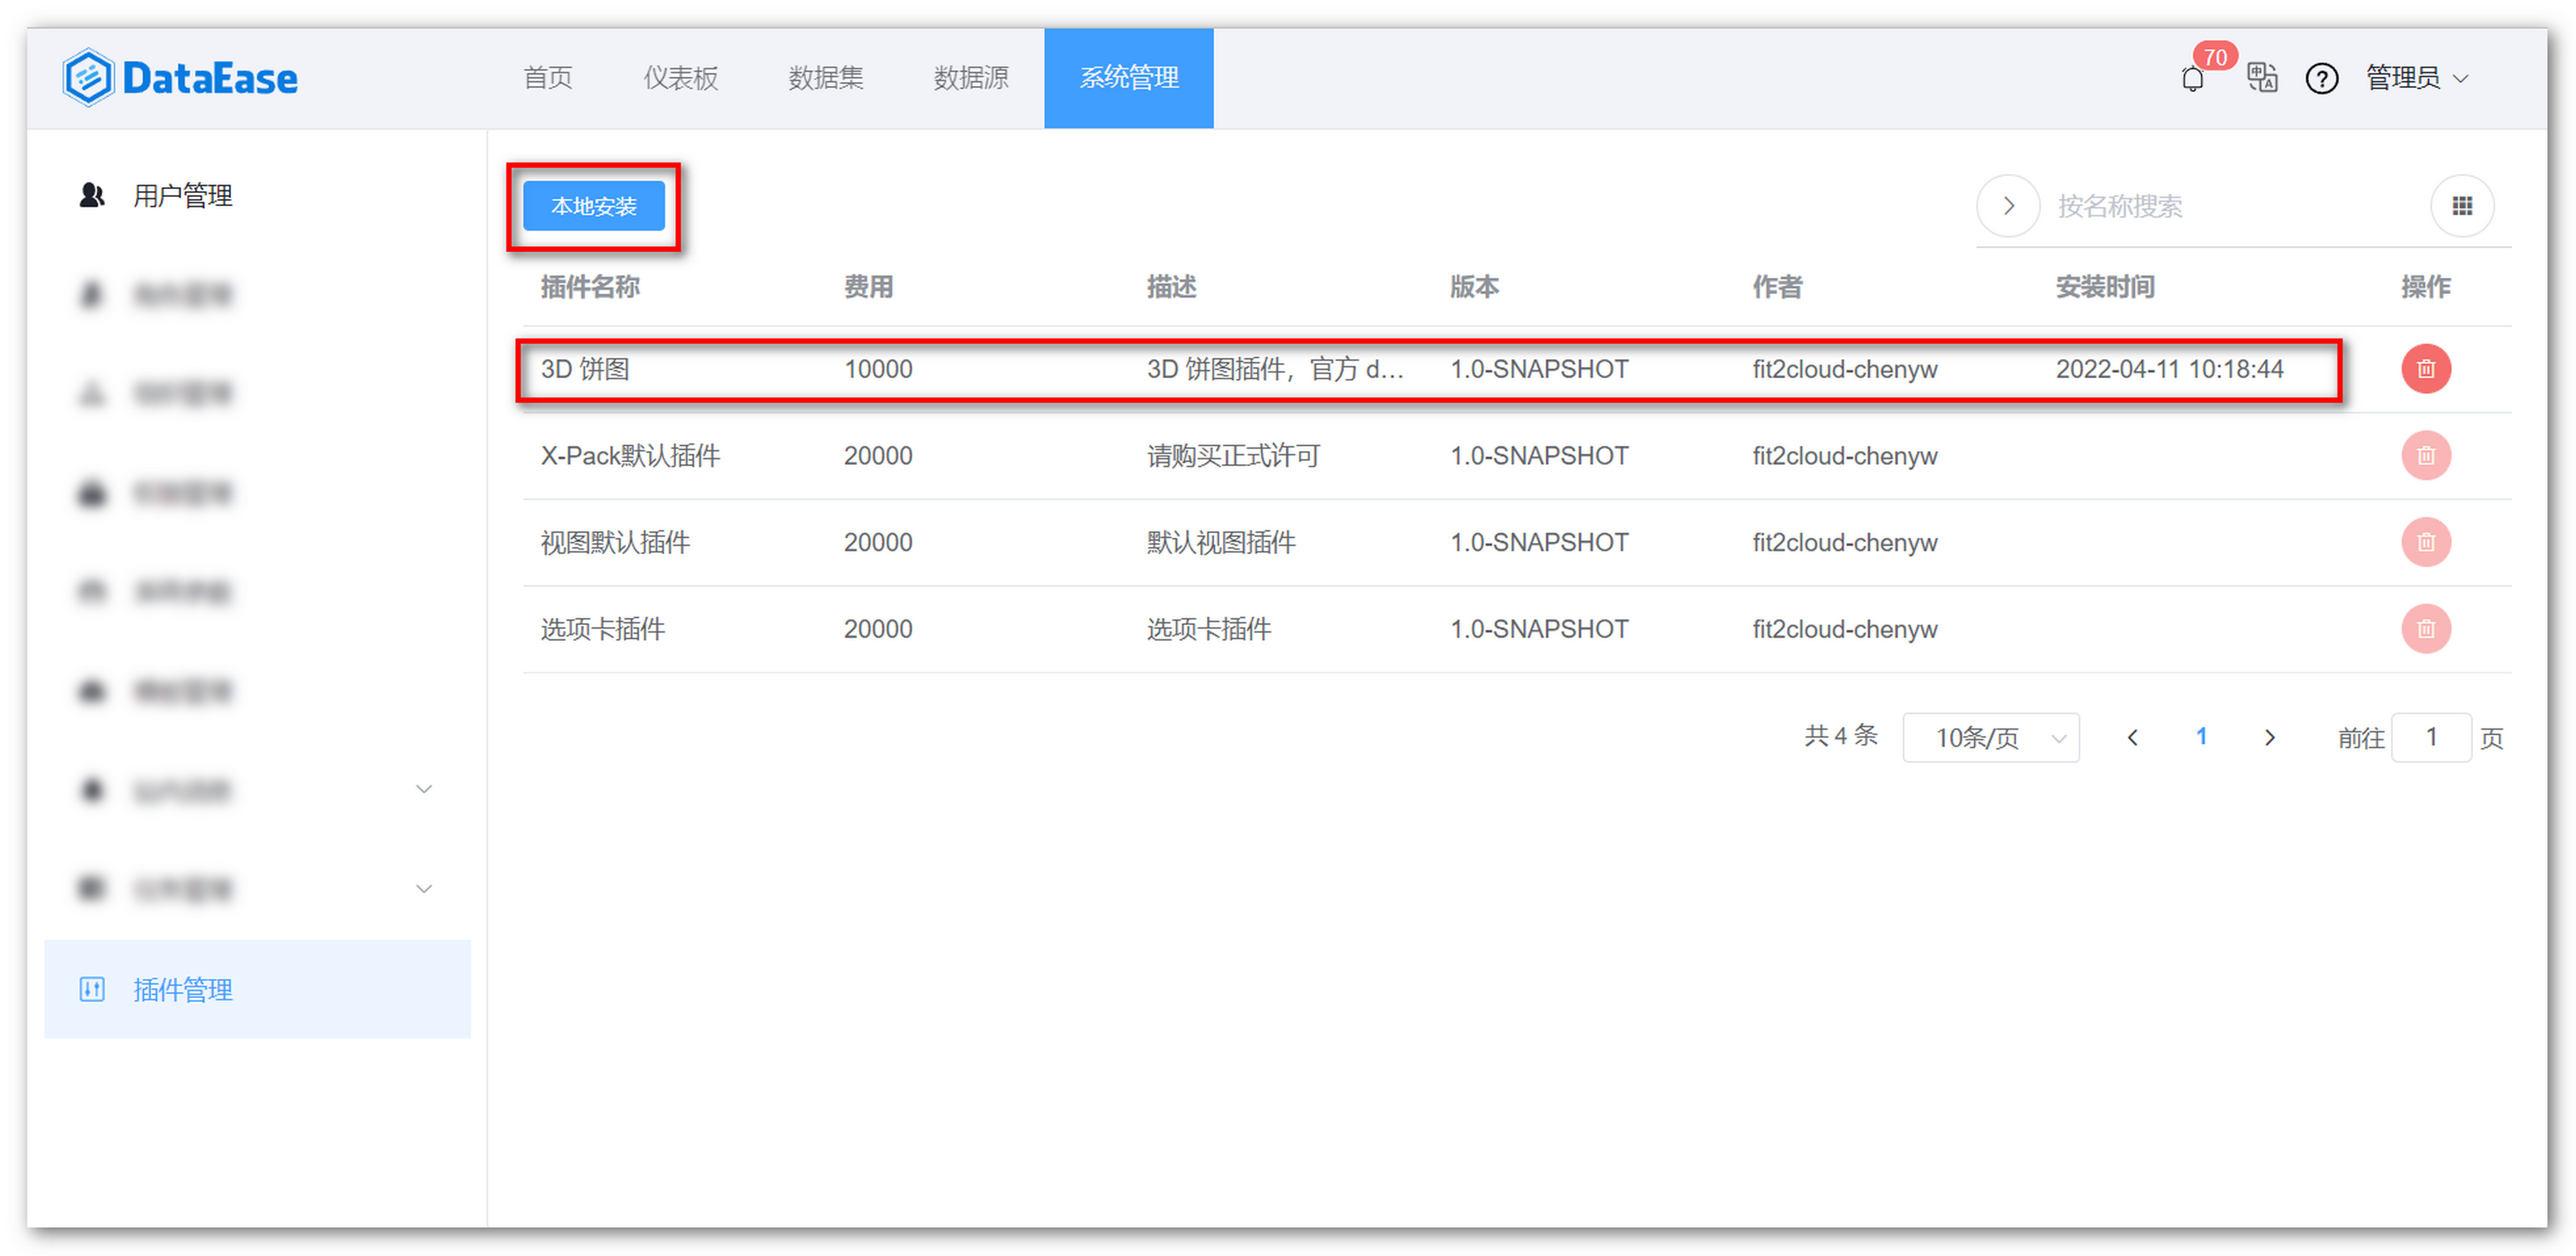 DataEase 首页 仪表板 数据集 数据源 系统管理 70 管理员
用户管理
本地安装 按名称搜索
插件名称 费用 描述 版本 作者 安装时间 操作
3D 饼图 10000 3D 饼图插件，官方 d... 1.0-SNAPSHOT fit2cloud-chenyw 2022-04-11 10:18:44
X-Pack默认插件 20000 请购买正式许可 1.0-SNAPSHOT fit2cloud-chenyw
视图默认插件 20000 默认视图插件 1.0-SNAPSHOT fit2cloud-chenyw
选项卡插件 20000 选项卡插件 1.0-SNAPSHOT fit2cloud-chenyw
共 4 条 10条/页 1 前往 1 页
插件管理